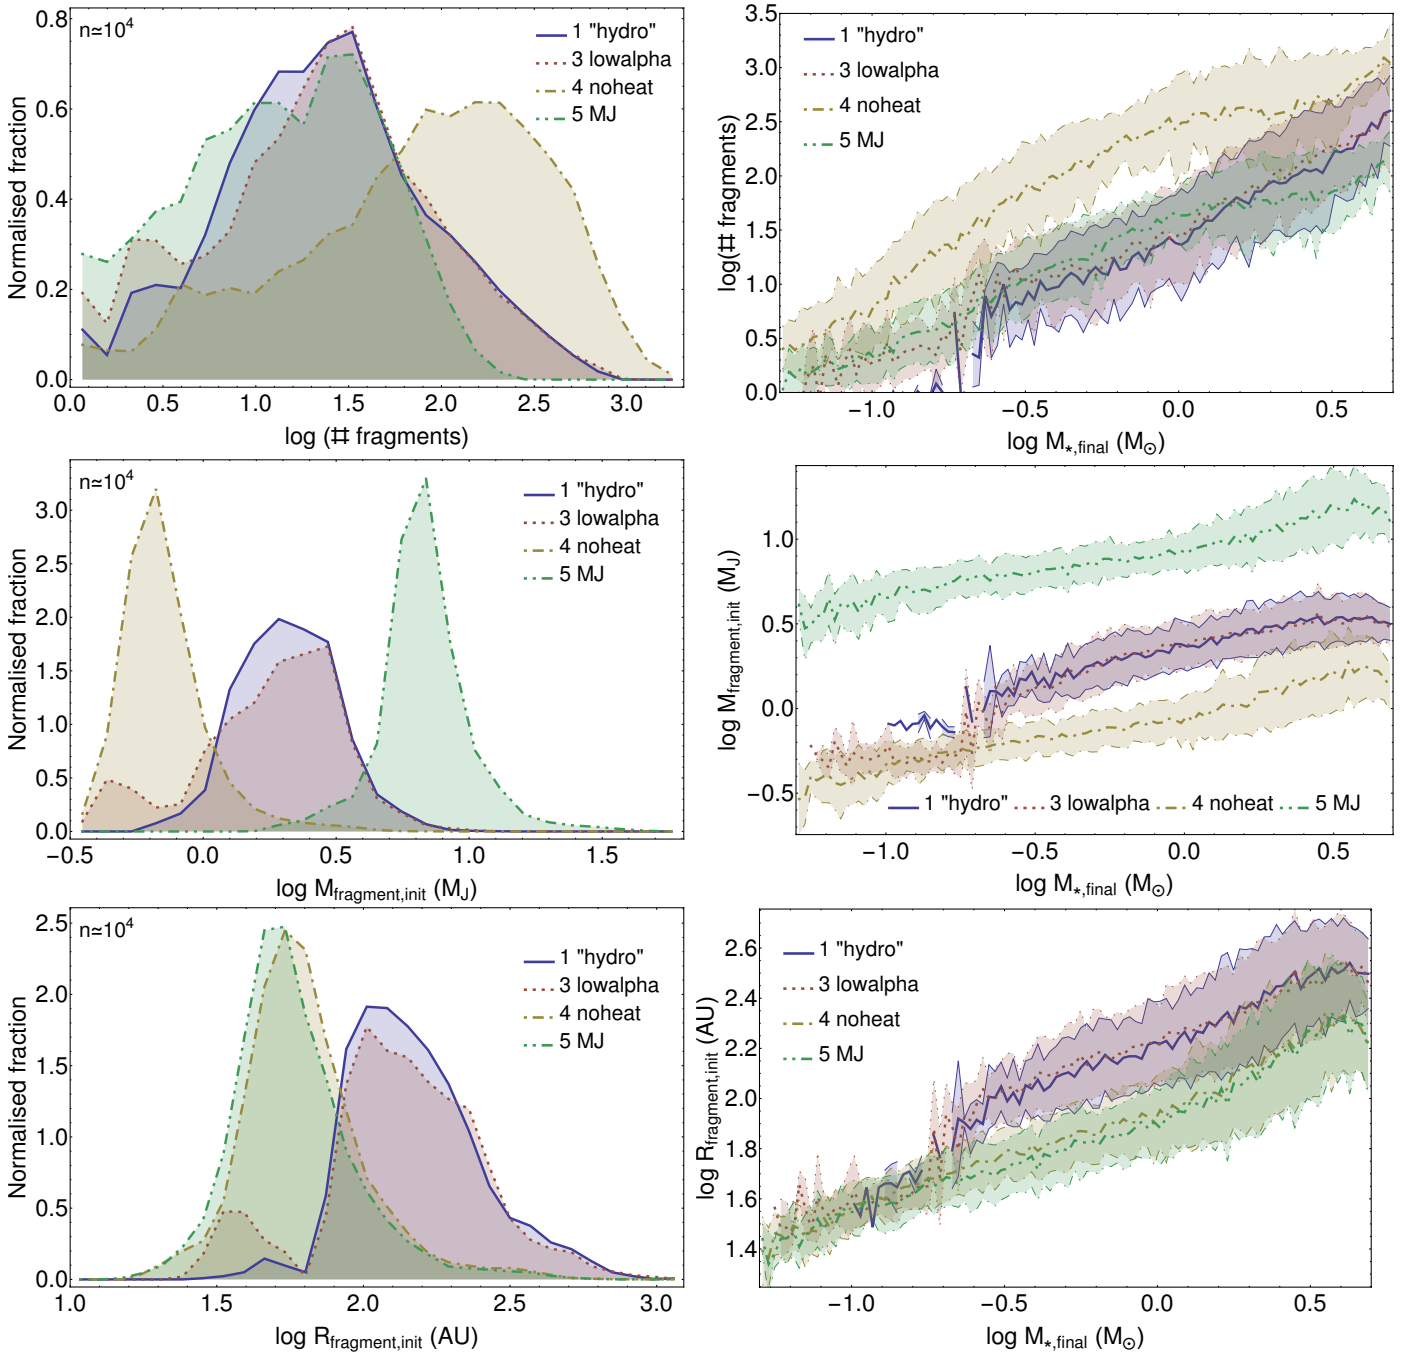 n≃10⁴
1 "hydro"
3 lowalpha
4 noheat
5 MJ
Normalised fraction
0.8
0.6
0.4
0.2
0.0
0.0 0.5 1.0 1.5 2.0 2.5 3.0
log (# fragments)
1 "hydro"
3 lowalpha
4 noheat
5 MJ
log(# fragments)
3.0
2.5
2.0
1.5
1.0
0.5
0.0
−1.0 −0.5 0.0 0.5
log M*,final (M⊙)
n≃10⁴
1 "hydro"
3 lowalpha
4 noheat
5 MJ
Normalised fraction
3.0
2.5
2.0
1.5
1.0
0.5
0.0
−0.5 0.0 0.5 1.0 1.5
log Mfragment,init (MJ)
log Mfragment,init (MJ)
1.0
0.5
0.0
−0.5
1 "hydro" 3 lowalpha 4 noheat 5 MJ
−1.0 −0.5 0.0 0.5
log M*,final (M⊙)
n≃10⁴
1 "hydro"
3 lowalpha
4 noheat
5 MJ
Normalised fraction
2.5
2.0
1.5
1.0
0.5
0.0
1.0 1.5 2.0 2.5 3.0
log Rfragment,init (AU)
1 "hydro"
3 lowalpha
4 noheat
5 MJ
log Rfragment,init (AU)
2.6
2.4
2.2
2.0
1.8
1.6
1.4
−1.0 −0.5 0.0 0.5
log M*,final (M⊙)